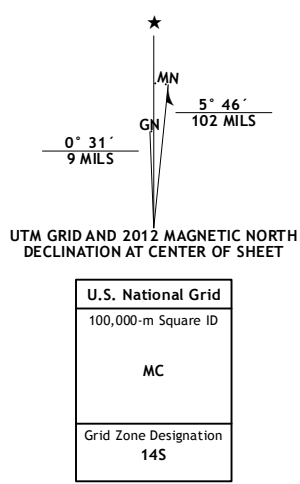 ★
MN
GN
5° 46´
102 MILS
0° 31´
9 MILS
UTM GRID AND 2012 MAGNETIC NORTH
DECLINATION AT CENTER OF SHEET
U.S. National Grid
100,000-m Square ID
MC
Grid Zone Designation
14S